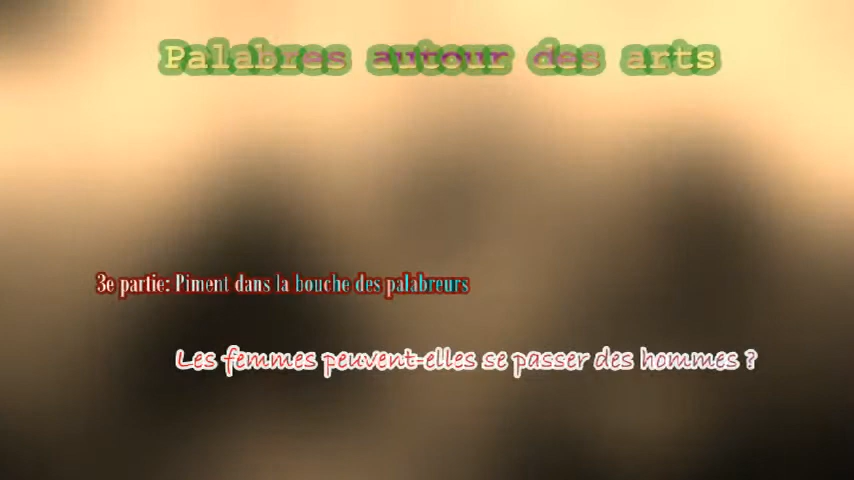 Palabres autour des arts
3e partie: Piment dans la bouche des palabreurs
Les femmes peuvent-elles se passer des hommes ?